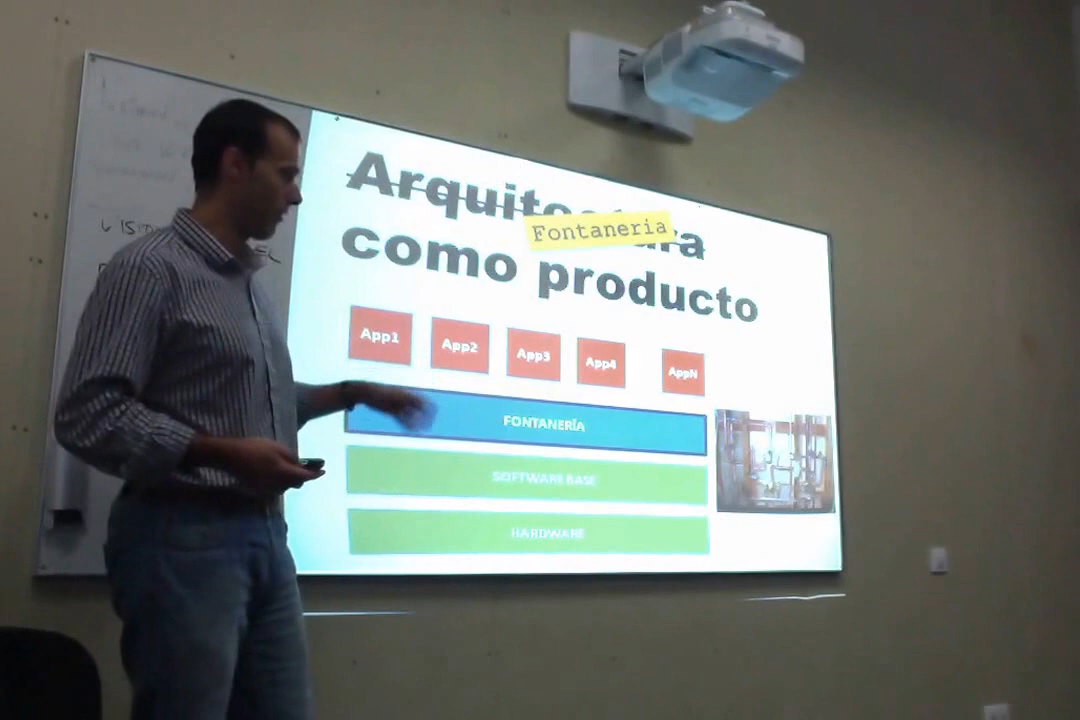 Arquitectura
Fontaneria
como producto
App1 App2 App3 App4 AppN
FONTANERÍA
SOFTWARE BASE
HARDWARE